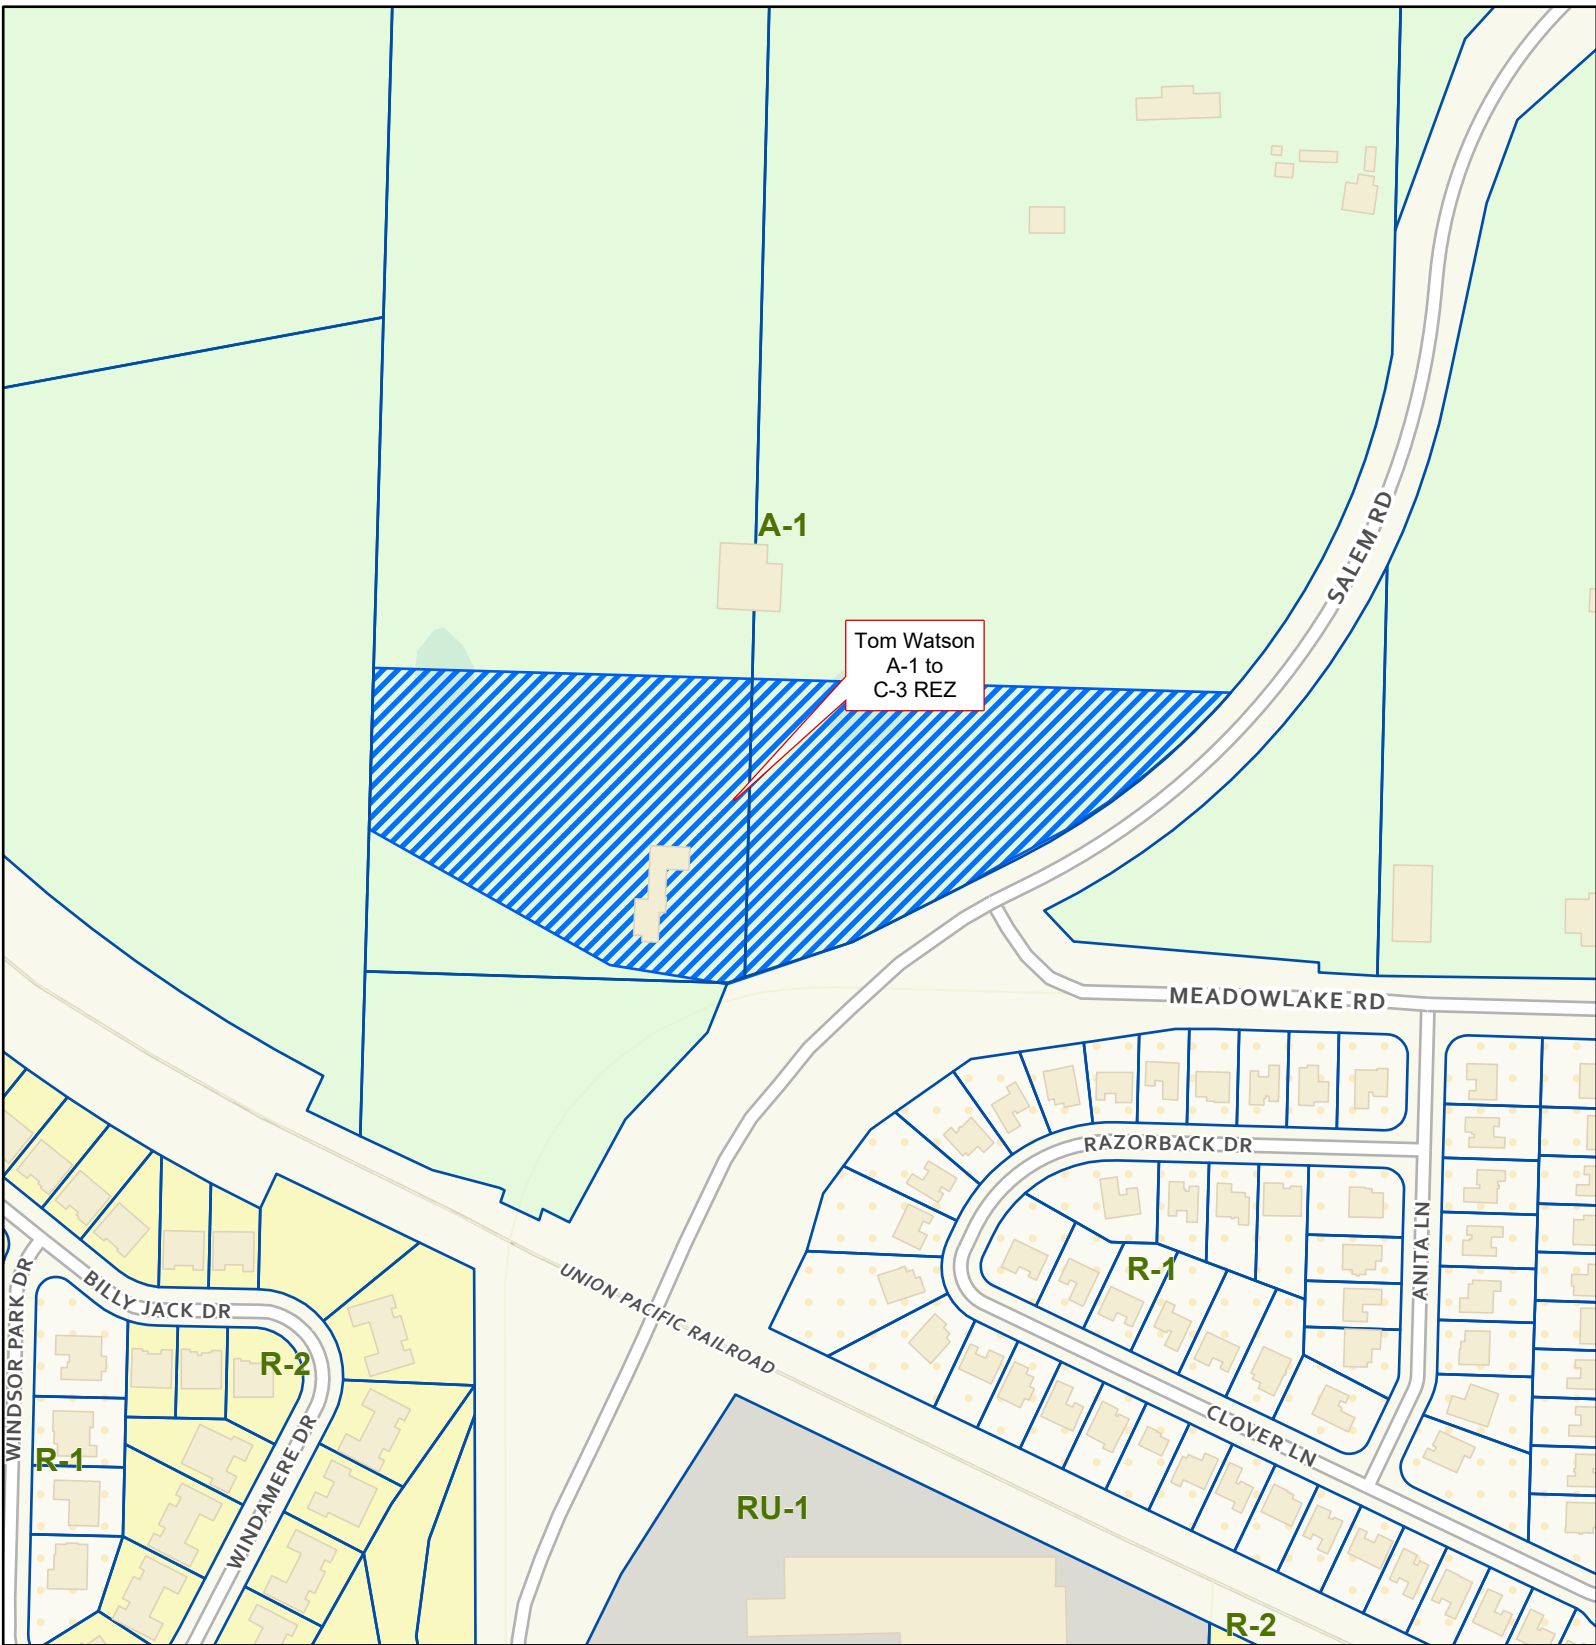 A-1
SALEM RD
Tom Watson
A-1 to
C-3 REZ
MEADOWLAKE RD
RAZORBACK DR
ANITA LN
R-1
UNION PACIFIC RAILROAD
WINDSOR PARK DR
BILLY JACK DR
R-2
R-1
WINDAMERE DR
CLOVER LN
RU-1
R-2